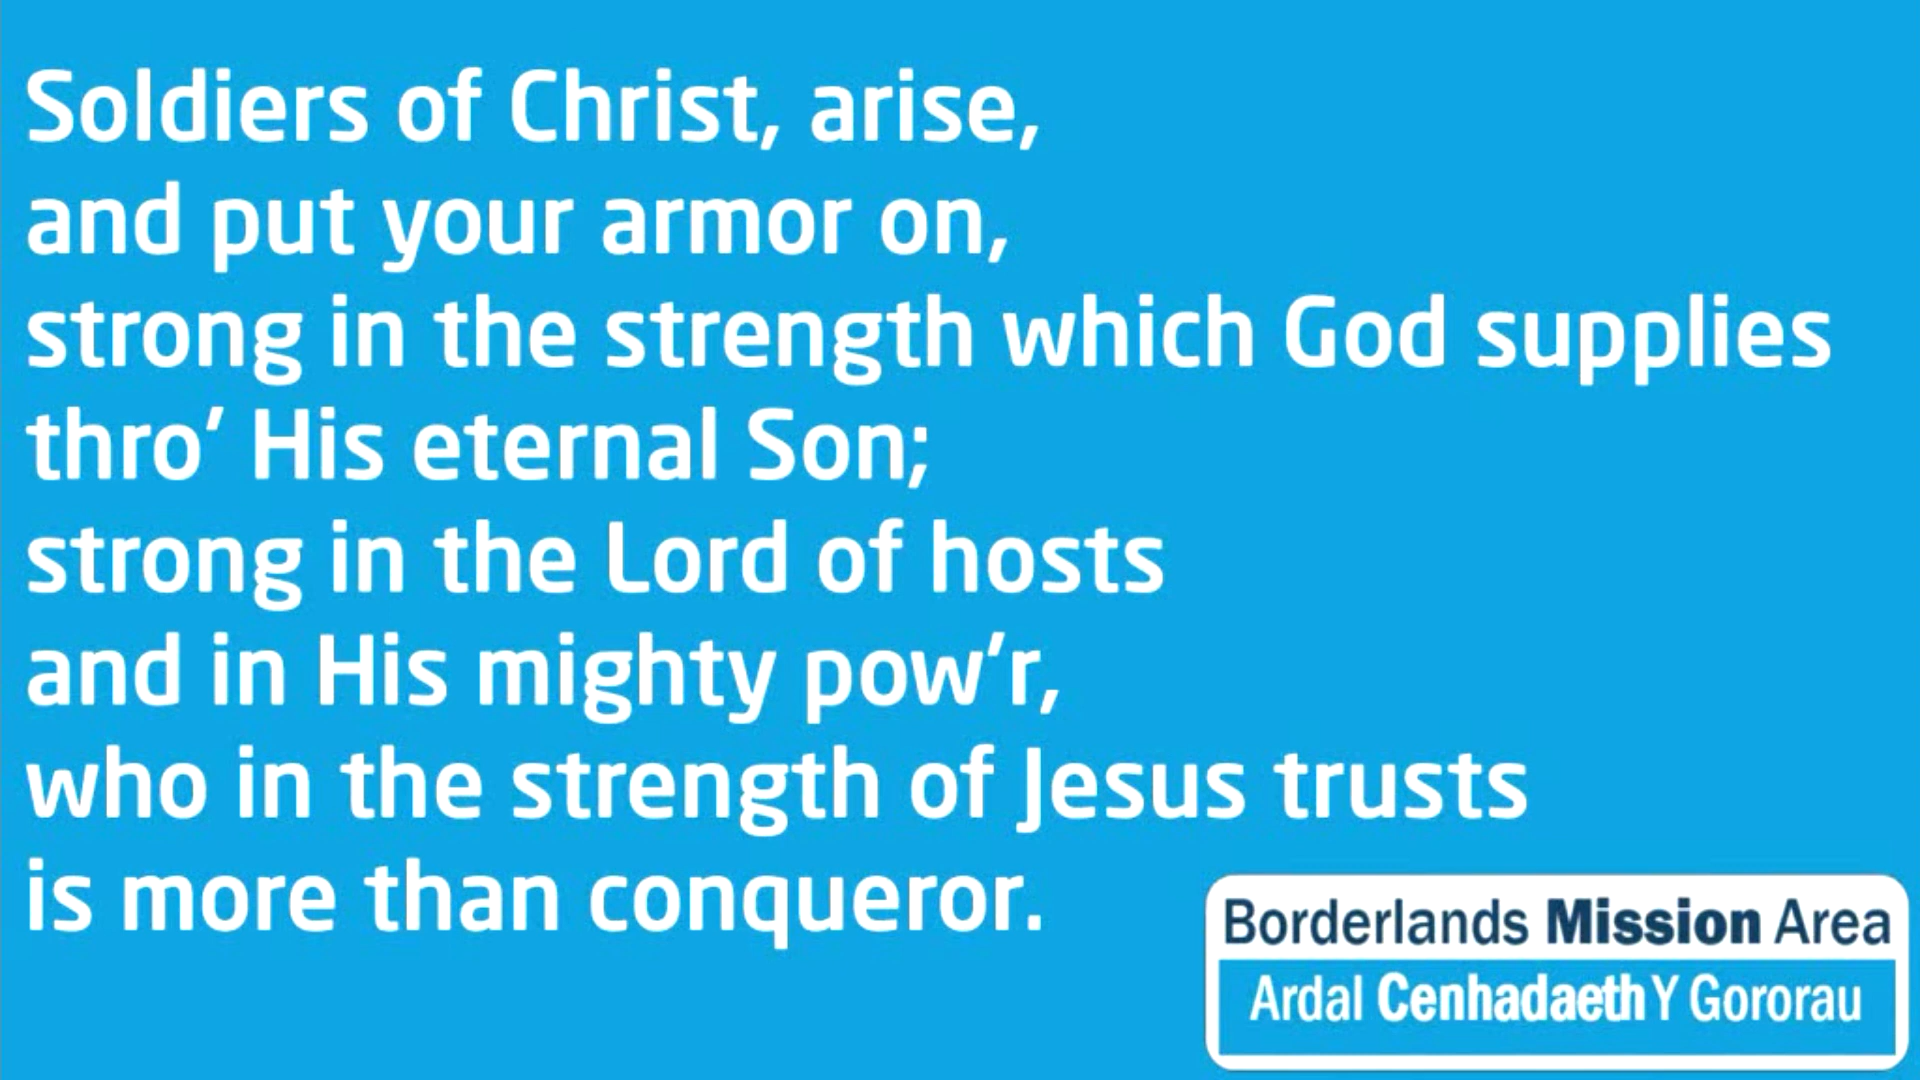 Soldiers of Christ, arise,
and put your armor on,
strong in the strength which God supplies
thro’ His eternal Son;
strong in the Lord of hosts
and in His mighty pow’r,
who in the strength of Jesus trusts
is more than conqueror.
Borderlands Mission Area
Ardal Cenhadaeth Y Gororau